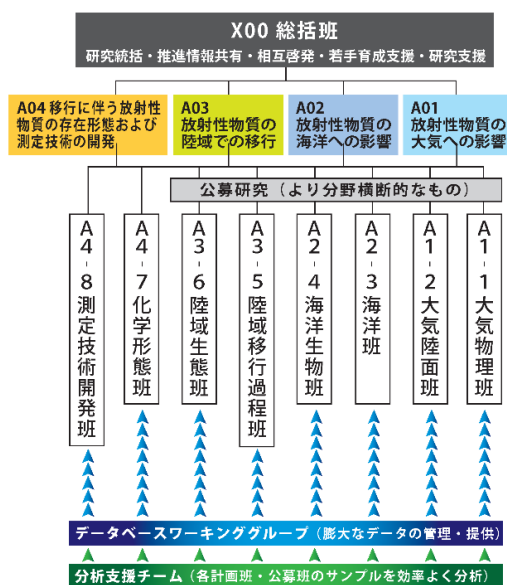 X00 総括班
研究統括・推進情報共有・相互啓発・若手育成支援・研究支援
A04 移行に伴う放射性
物質の存在形態および
測定技術の開発
A03
放射性物質の
陸域での移行
A02
放射性物質の
海洋への影響
A01
放射性物質の
大気への影響
公募研究（より分野横断的なもの）
A4-8 測定技術開発班
A4-7 化学形態班
A3-6 陸域生態班
A3-5 陸域移行過程班
A2-4 海洋生物班
A2-3 海洋班
A1-2 大気陸面班
A1-1 大気物理班
データベースワーキンググループ（膨大なデータの管理・提供）
分析支援チーム（各計画班・公募班のサンプルを効率よく分析）